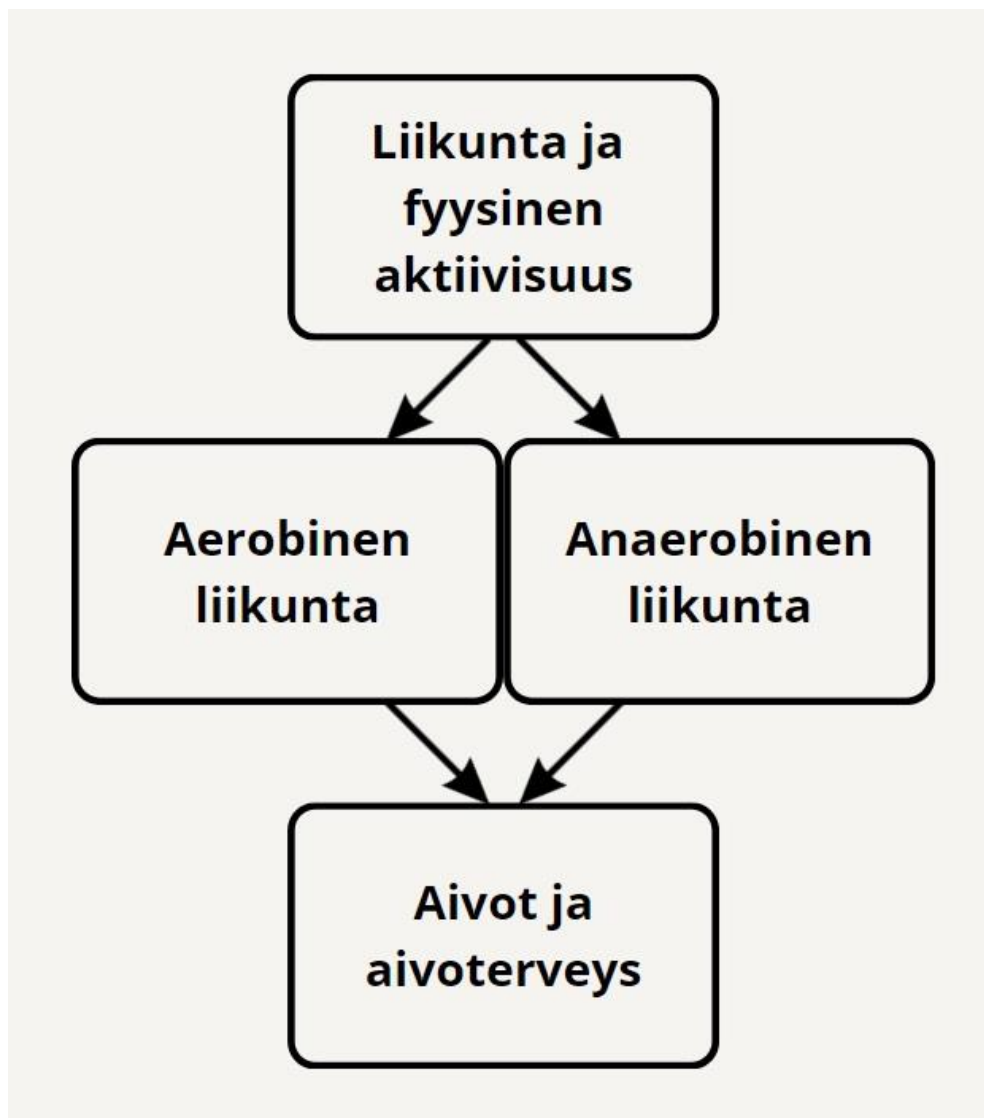 Liikunta ja
fyysinen
aktiivisuus
Aerobinen
liikunta
Anaerobinen
liikunta
Aivot ja
aivoterveys